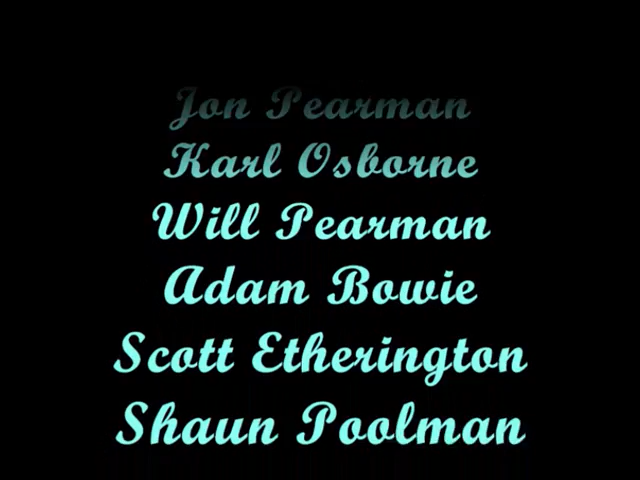 Jon Pearman
Karl Osborne
Will Pearman
Adam Bowie
Scott Etherington
Shaun Poolman